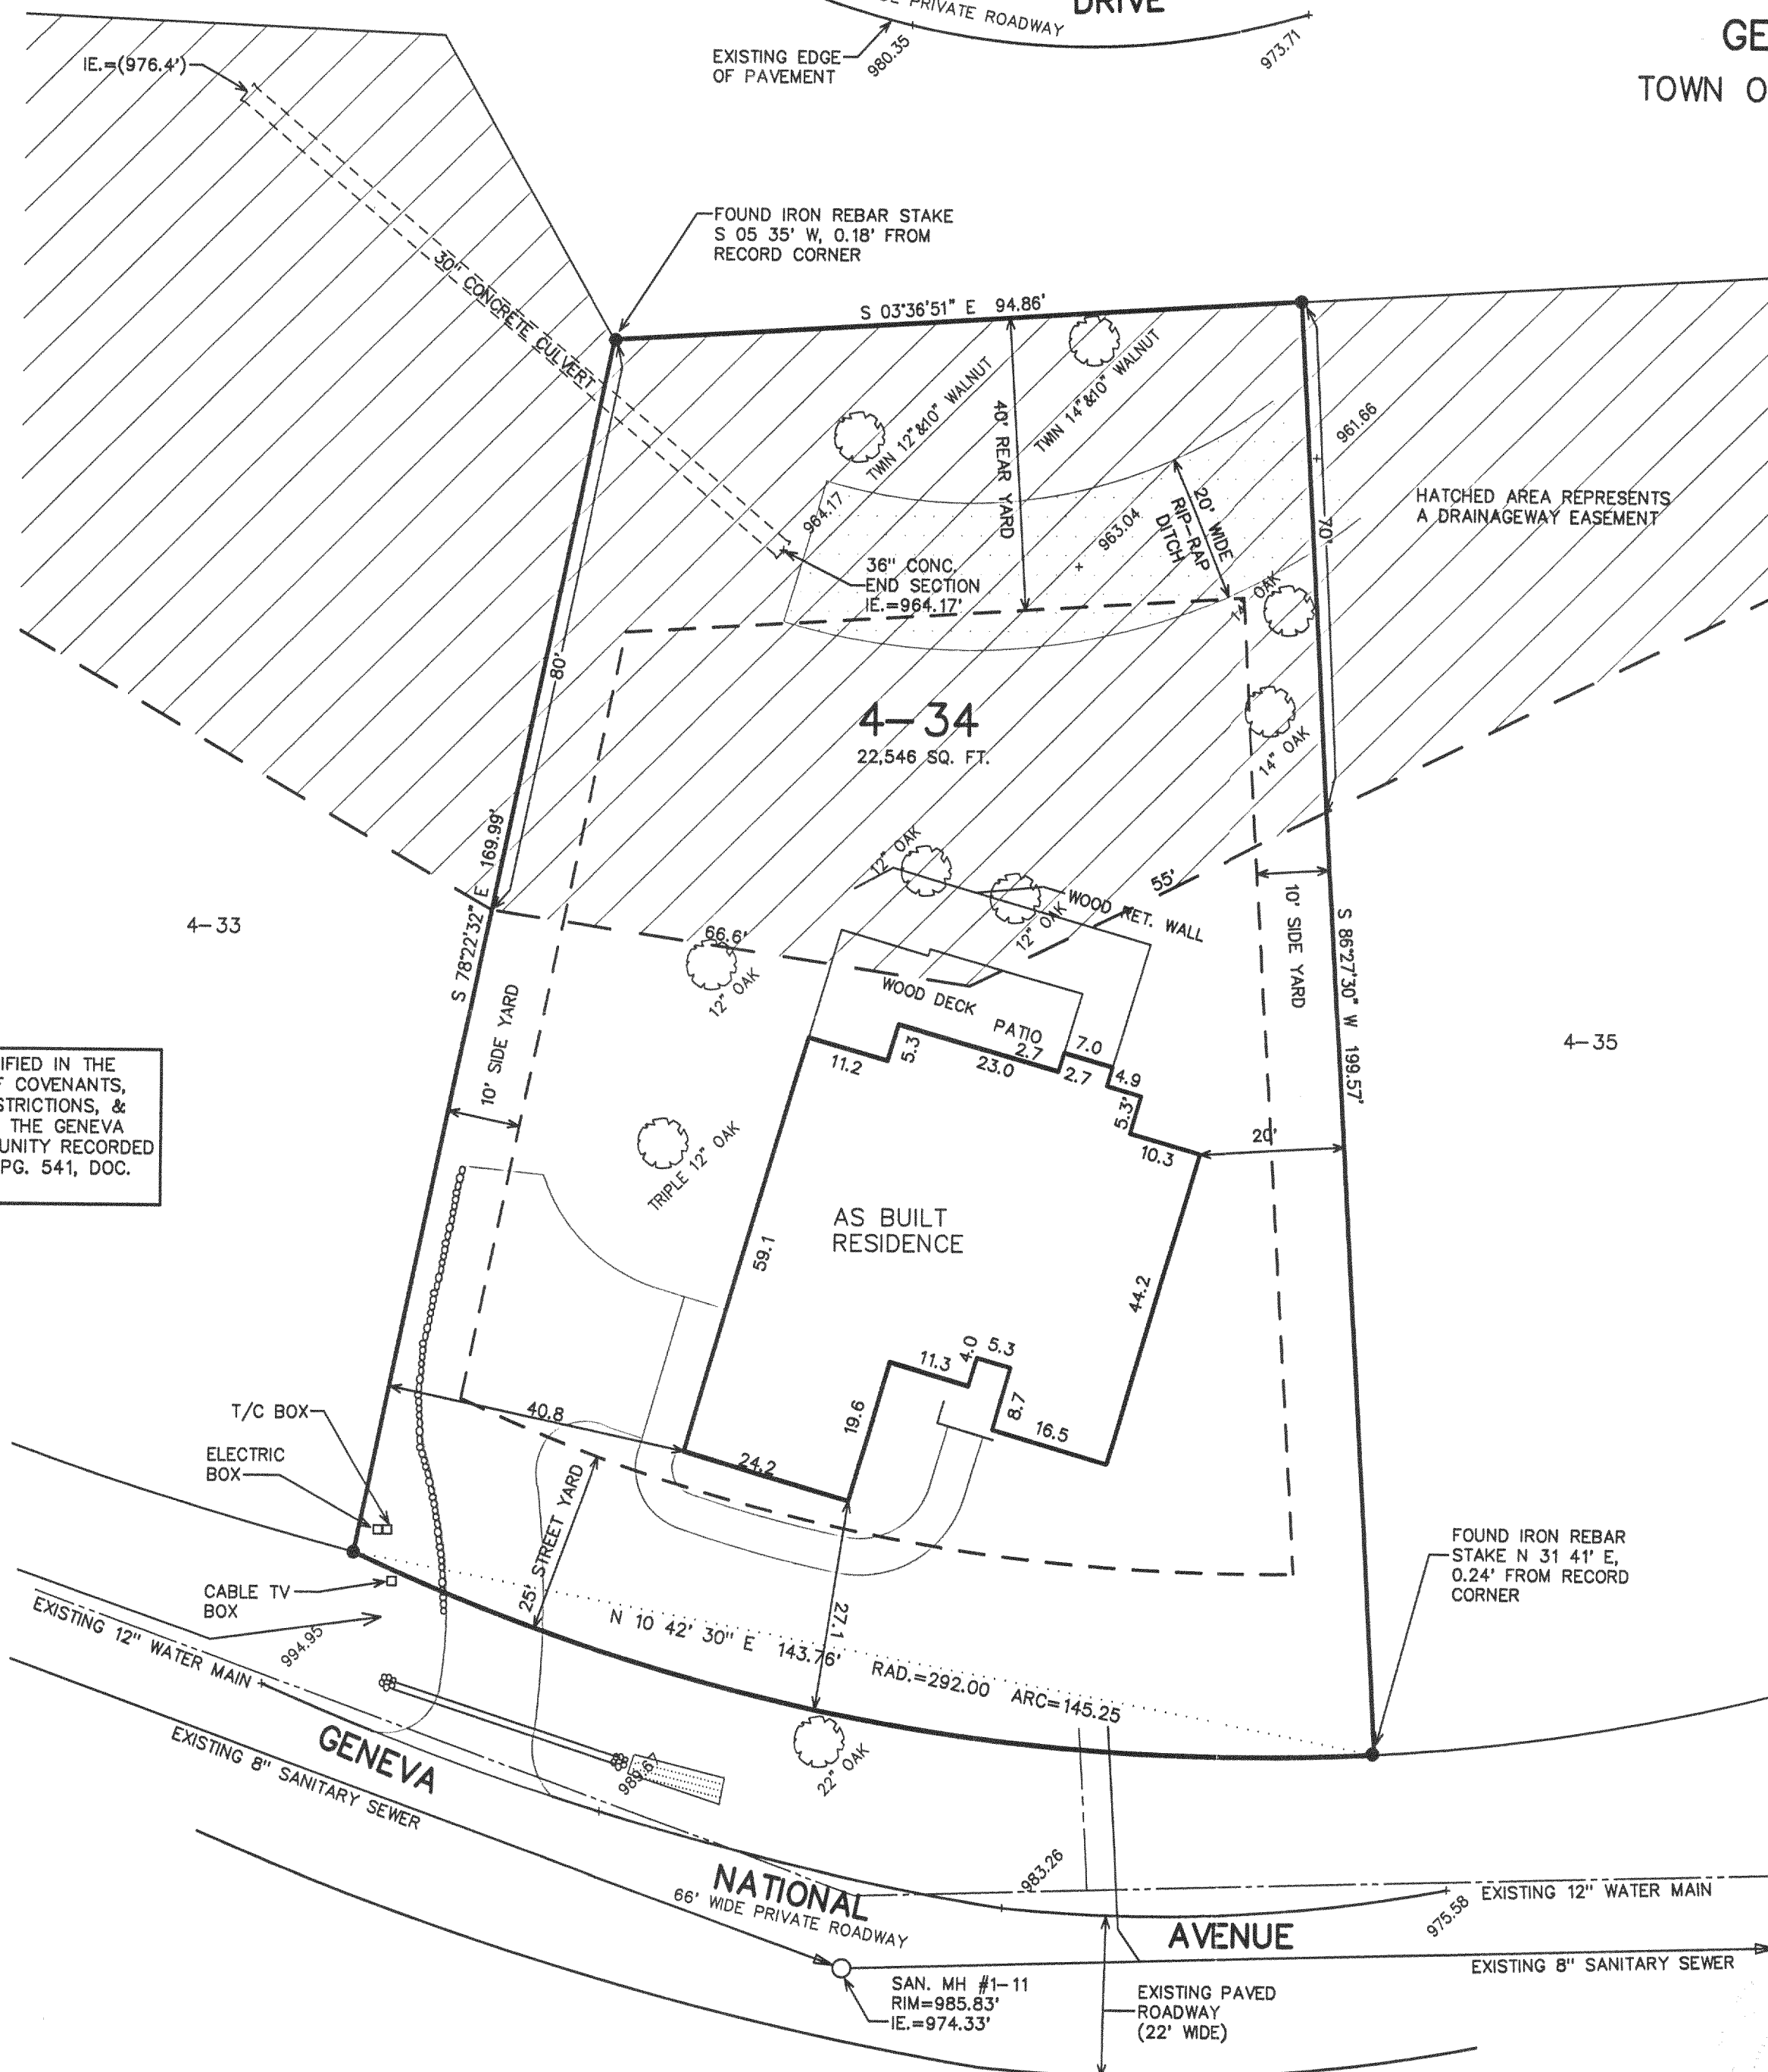 PRIVATE ROADWAY
DRIVE
GE
TOWN O
EXISTING EDGE
OF PAVEMENT
980.35
973.71
IE.=(976.4')
FOUND IRON REBAR STAKE
S 05 35' W, 0.18' FROM
RECORD CORNER
30" CONCRETE CULVERT
S 03°36'51" E 94.86'
TWIN 12"&10" WALNUT
TWIN 14"&10" WALNUT
40' REAR YARD
961.66
964.17
963.04
20' WIDE
RIP-RAP
DITCH
70'
HATCHED AREA REPRESENTS
A DRAINAGEWAY EASEMENT
36" CONC.
END SECTION
IE.=964.17'
OAK
80'
4-34
22,546 SQ. FT.
14" OAK
S 78°22'32" E 169.99'
12" OAK
12" OAK
WOOD RET. WALL
55'
10' SIDE YARD
4-33
66.6'
12" OAK
WOOD DECK
PATIO
S 86°27'30" W 199.57'
4-35
10' SIDE YARD
11.2
5.3
23.0
2.7
7.0
2.7
4.9
5.3'
10.3
20'
IFIED IN THE
F COVENANTS,
STRICTIONS, &
THE GENEVA
UNITY RECORDED
PG. 541, DOC.
TRIPLE 12" OAK
AS BUILT
RESIDENCE
59.1
44.2
11.3
4.0
5.3
8.7
16.5
19.6
24.2
40.8
T/C BOX
ELECTRIC
BOX
CABLE TV
BOX
25' STREET YARD
27.1
FOUND IRON REBAR
STAKE N 31 41' E,
0.24' FROM RECORD
CORNER
N 10 42' 30" E 143.76' RAD.=292.00 ARC=145.25
EXISTING 12" WATER MAIN
994.95
EXISTING 8" SANITARY SEWER
GENEVA
22" OAK
NATIONAL
66' WIDE PRIVATE ROADWAY
983.26
AVENUE
975.58
EXISTING 12" WATER MAIN
EXISTING 8" SANITARY SEWER
SAN. MH #1-11
RIM=985.83'
IE.=974.33'
EXISTING PAVED
ROADWAY
(22' WIDE)